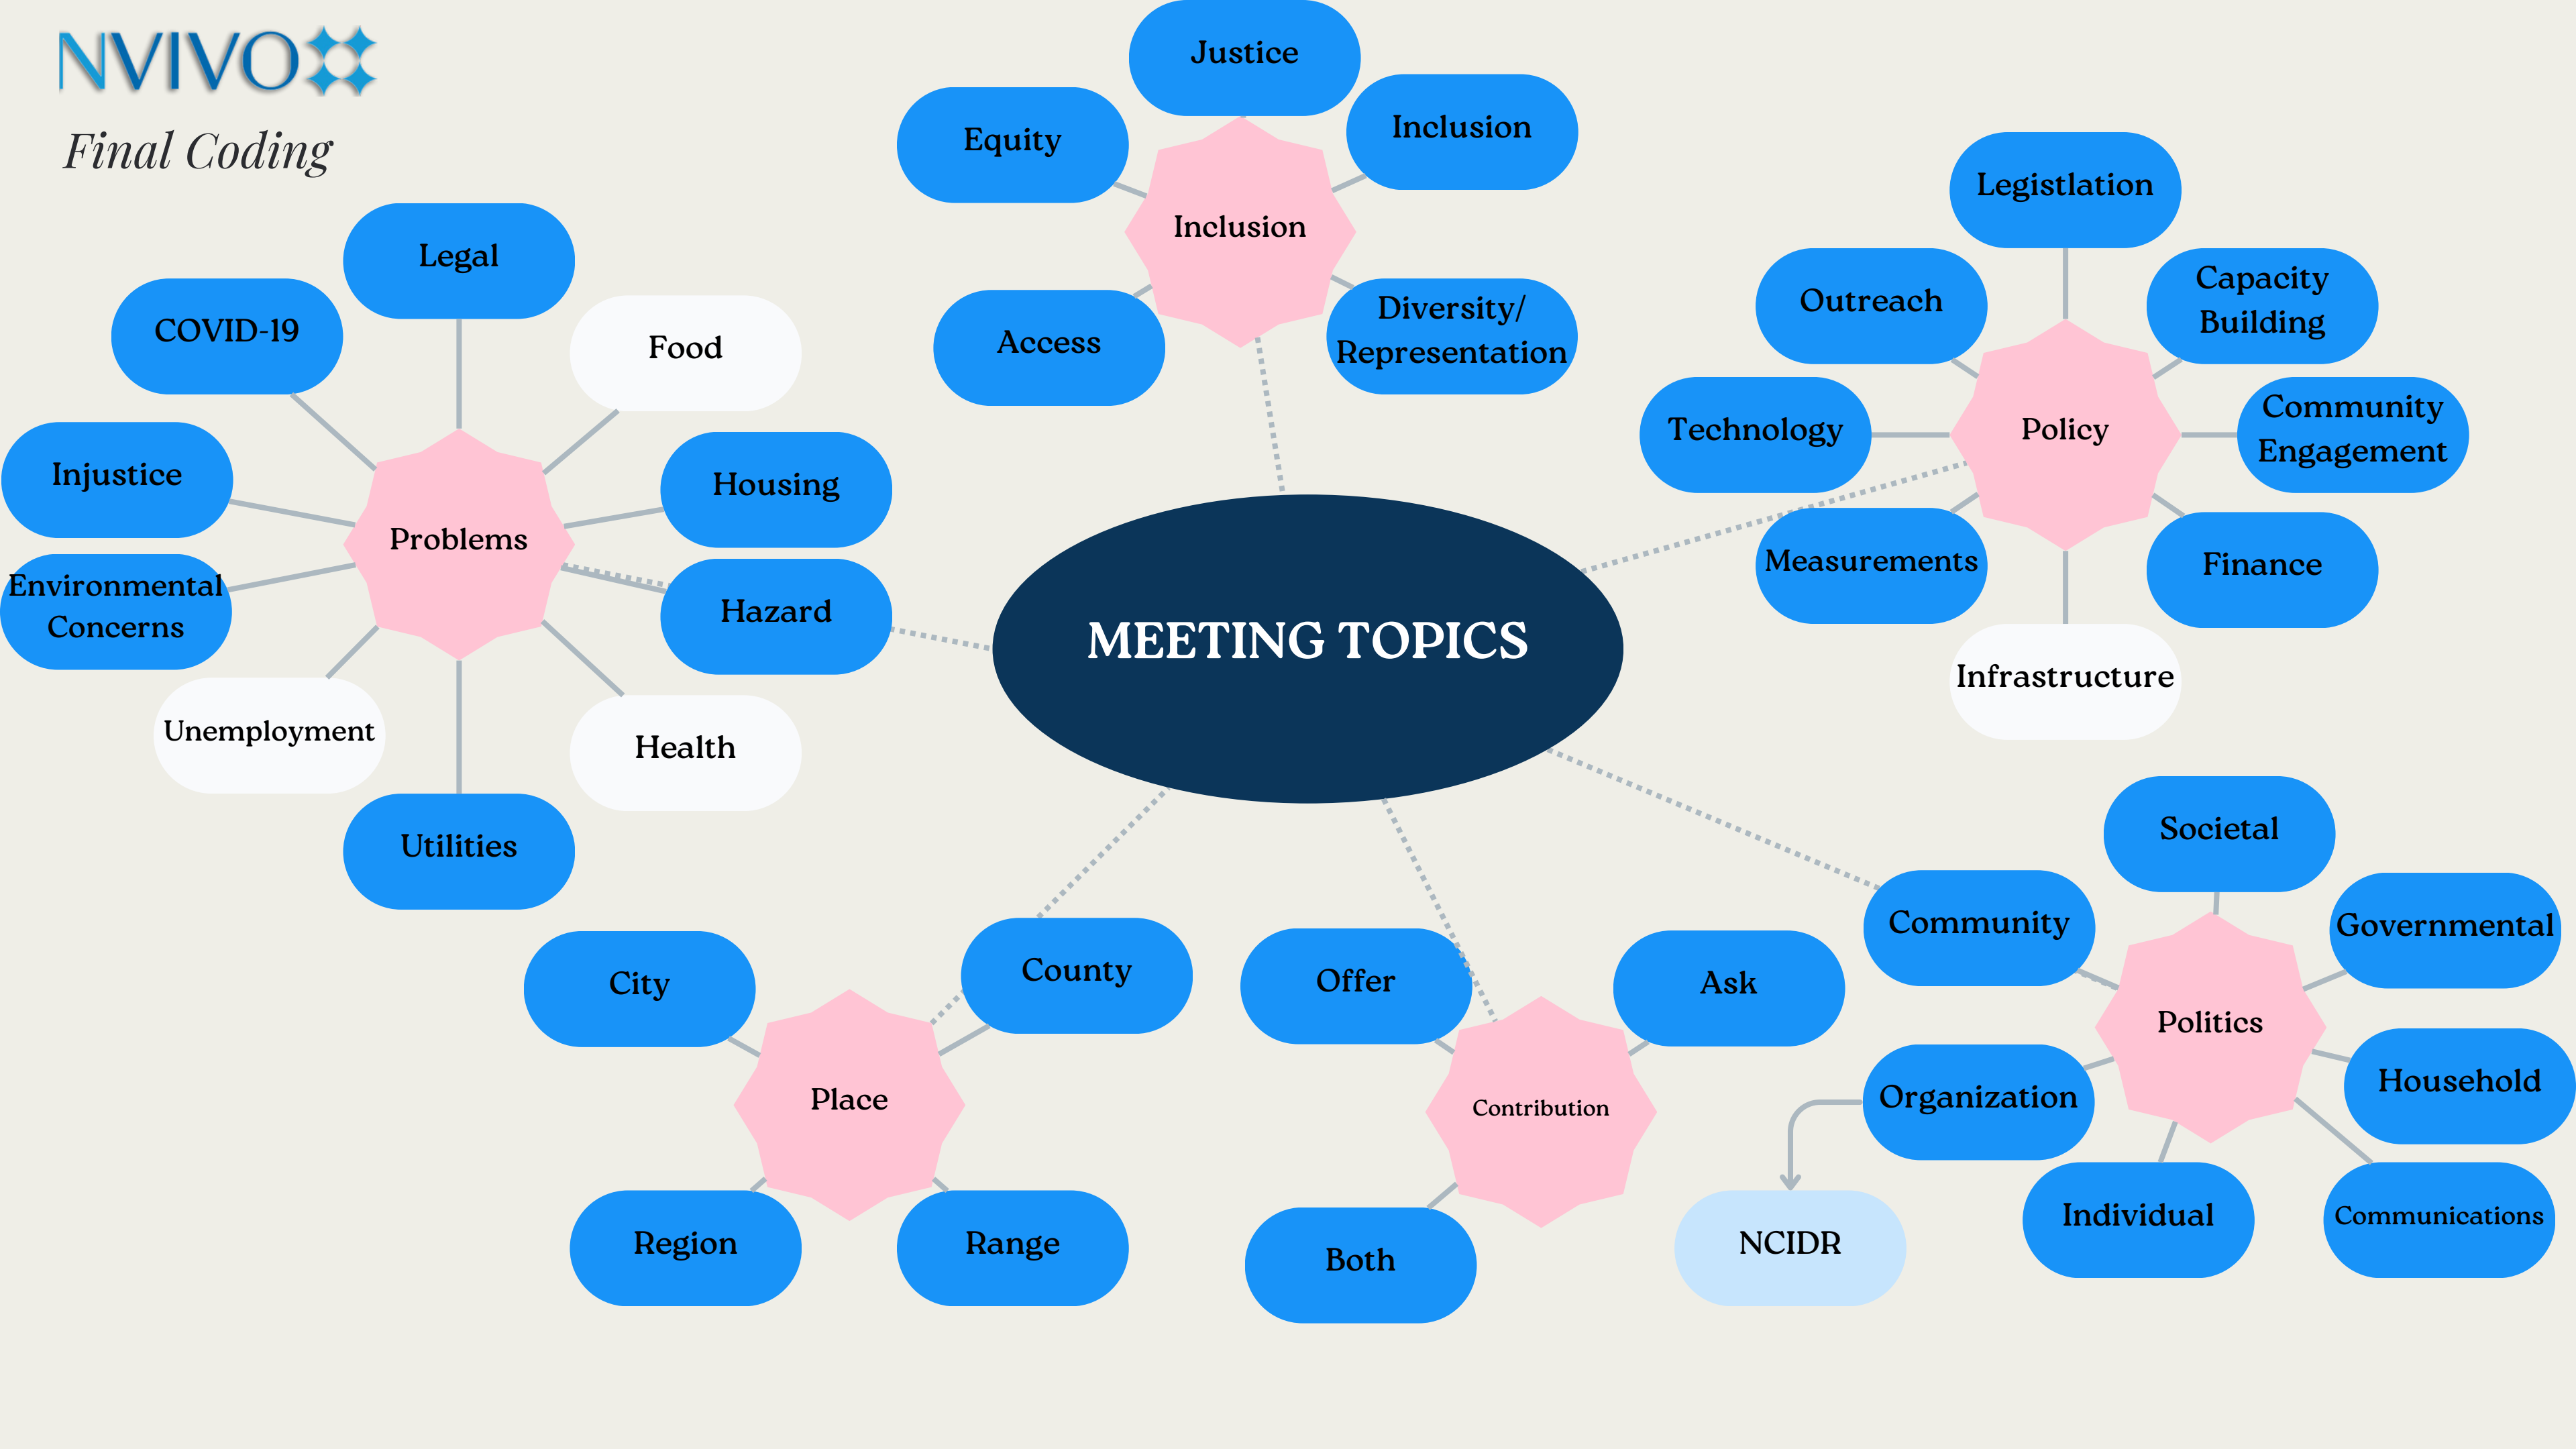 NVIVO
Final Coding
Justice
Equity
Inclusion
Inclusion
Access
Diversity/
Representation
Legal
COVID-19
Food
Injustice
Housing
Problems
Environmental
Concerns
Hazard
Unemployment
Health
Utilities
Legistlation
Outreach
Capacity
Building
Technology
Policy
Community
Engagement
Measurements
Finance
Infrastructure
MEETING TOPICS
City
County
Place
Region
Range
Offer
Ask
Contribution
Both
Societal
Community
Governmental
Politics
Organization
Household
NCIDR
Individual
Communications